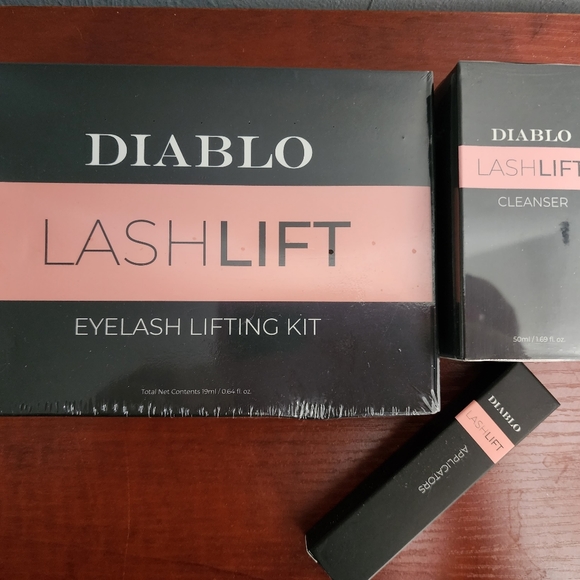 DIABLO
LASHLIFT
EYELASH LIFTING KIT
Total Net Contents 19ml / 0.64 fl. oz.
DIABLO
LASHLIFT
CLEANSER
50ml / 1.69 fl. oz.
DIABLO
LASHLIFT
APPLICATORS